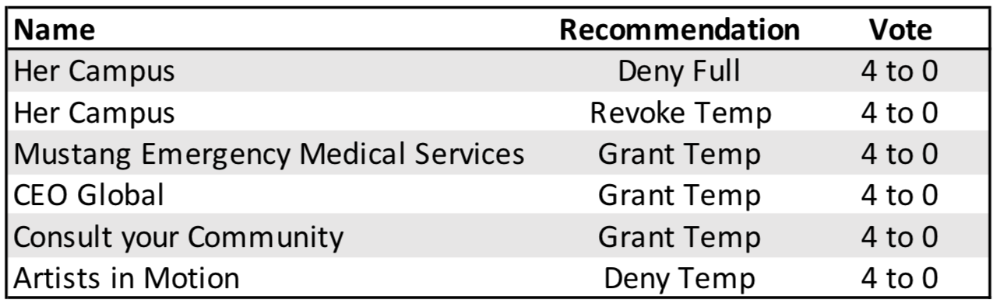 Name Recommendation Vote
Her Campus Deny Full 4 to 0
Her Campus Revoke Temp 4 to 0
Mustang Emergency Medical Services Grant Temp 4 to 0
CEO Global Grant Temp 4 to 0
Consult your Community Grant Temp 4 to 0
Artists in Motion Deny Temp 4 to 0